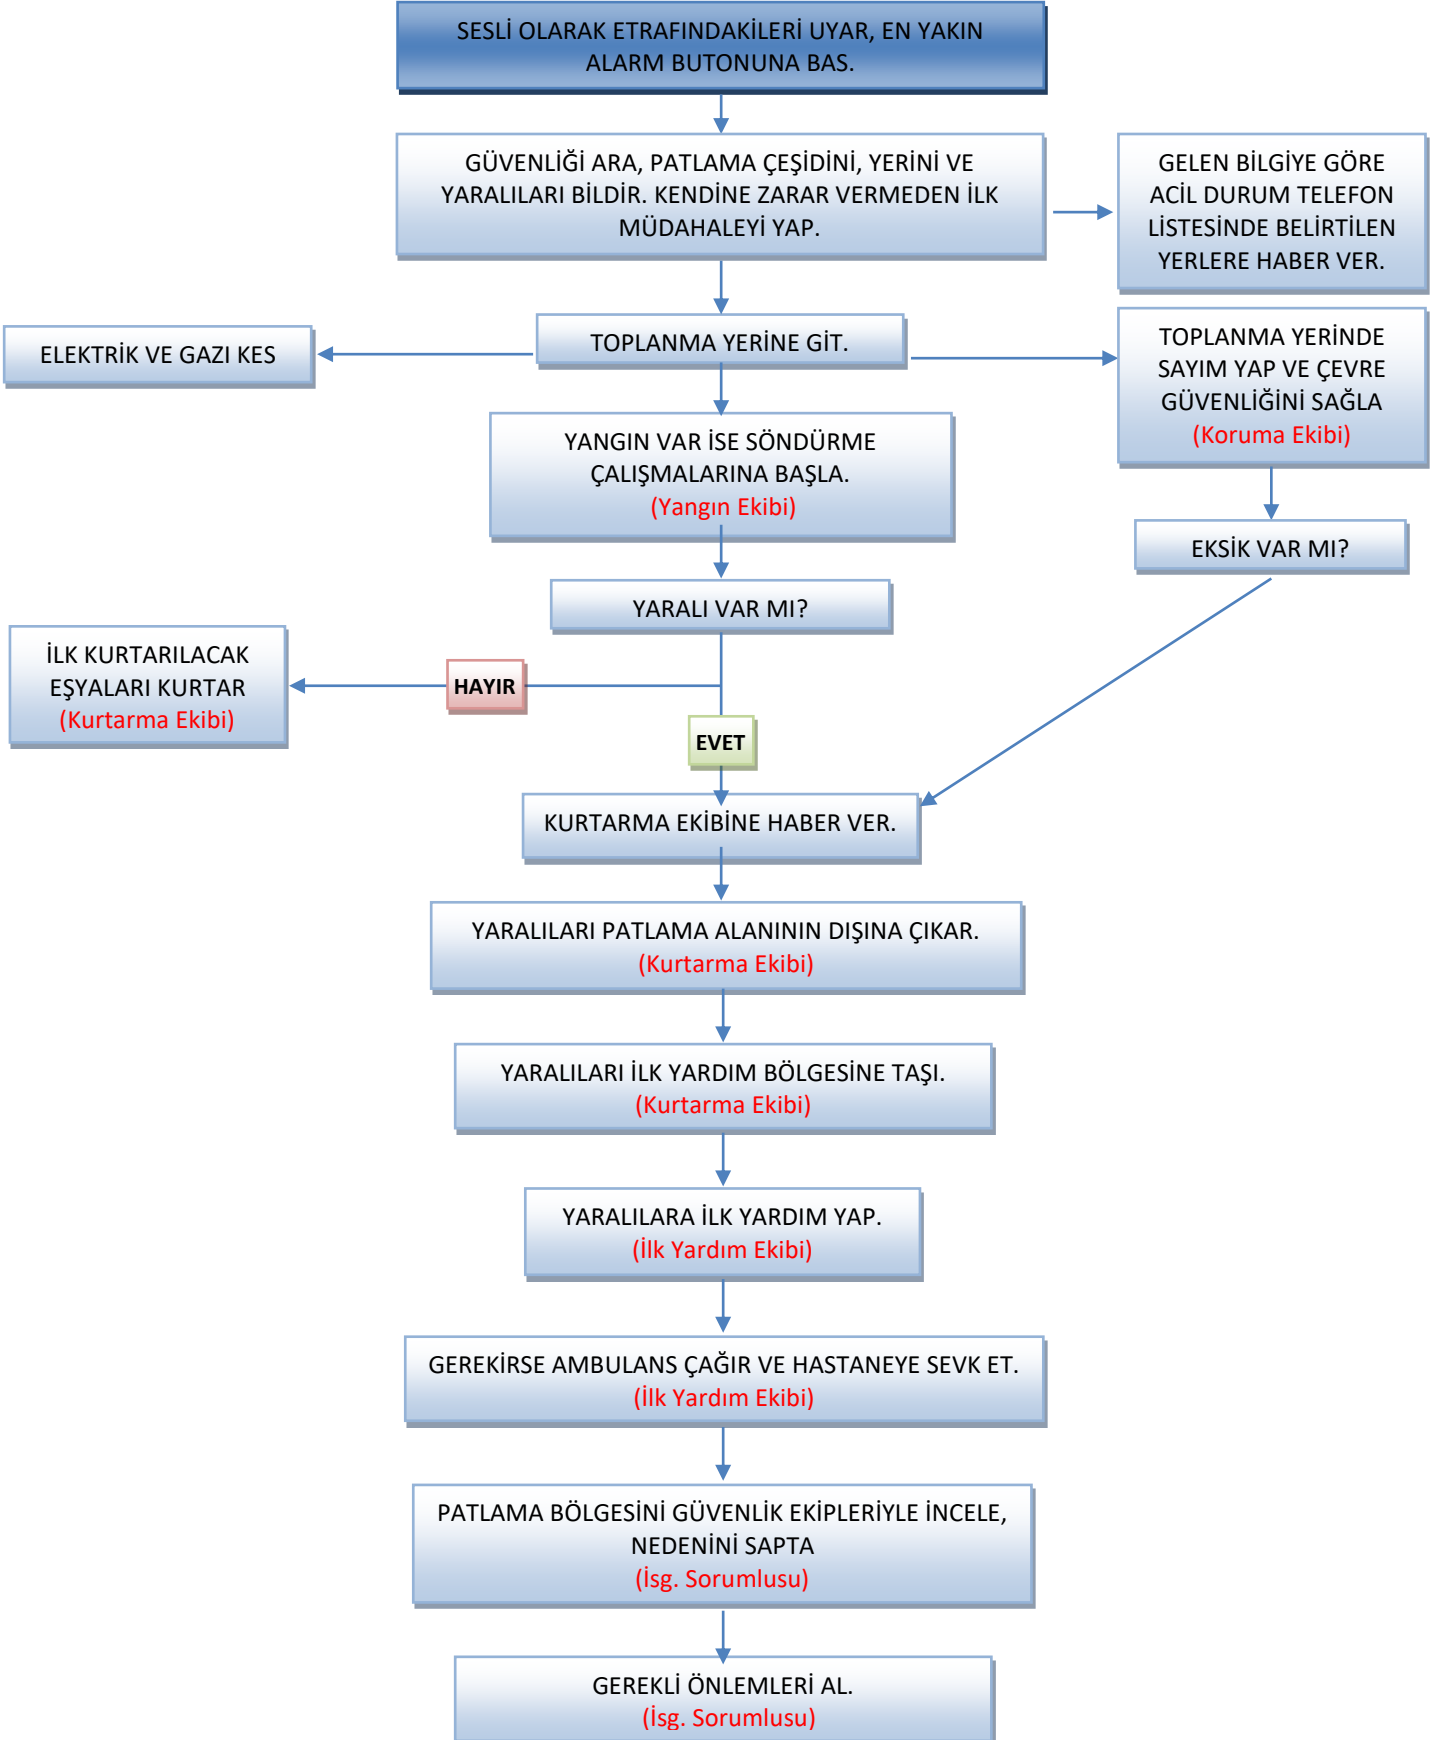 SESLİ OLARAK ETRAFINDAKİLERİ UYAR, EN YAKIN
ALARM BUTONUNA BAS.
GÜVENLİĞİ ARA, PATLAMA ÇEŞİDİNİ, YERİNİ VE
YARALILARI BİLDİR. KENDİNE ZARAR VERMEDEN İLK
MÜDAHALEYİ YAP.
GELEN BİLGİYE GÖRE
ACİL DURUM TELEFON
LİSTESİNDE BELİRTİLEN
YERLERE HABER VER.
ELEKTRİK VE GAZI KES
TOPLANMA YERİNE GİT.
TOPLANMA YERİNDE
SAYIM YAP VE ÇEVRE
GÜVENLİĞİNİ SAĞLA
(Koruma Ekibi)
YANGIN VAR İSE SÖNDÜRME
ÇALIŞMALARINA BAŞLA.
(Yangın Ekibi)
EKSİK VAR MI?
YARALI VAR MI?
İLK KURTARILACAK
EŞYALARI KURTAR
(Kurtarma Ekibi)
HAYIR
EVET
KURTARMA EKİBİNE HABER VER.
YARALILARI PATLAMA ALANININ DIŞINA ÇIKAR.
(Kurtarma Ekibi)
YARALILARI İLK YARDIM BÖLGESİNE TAŞI.
(Kurtarma Ekibi)
YARALILARA İLK YARDIM YAP.
(İlk Yardım Ekibi)
GEREKİRSE AMBULANS ÇAĞIR VE HASTANEYE SEVK ET.
(İlk Yardım Ekibi)
PATLAMA BÖLGESİNİ GÜVENLİK EKİPLERİYLE İNCELE,
NEDENİNİ SAPTA
(İsg. Sorumlusu)
GEREKLİ ÖNLEMLERİ AL.
(İsg. Sorumlusu)